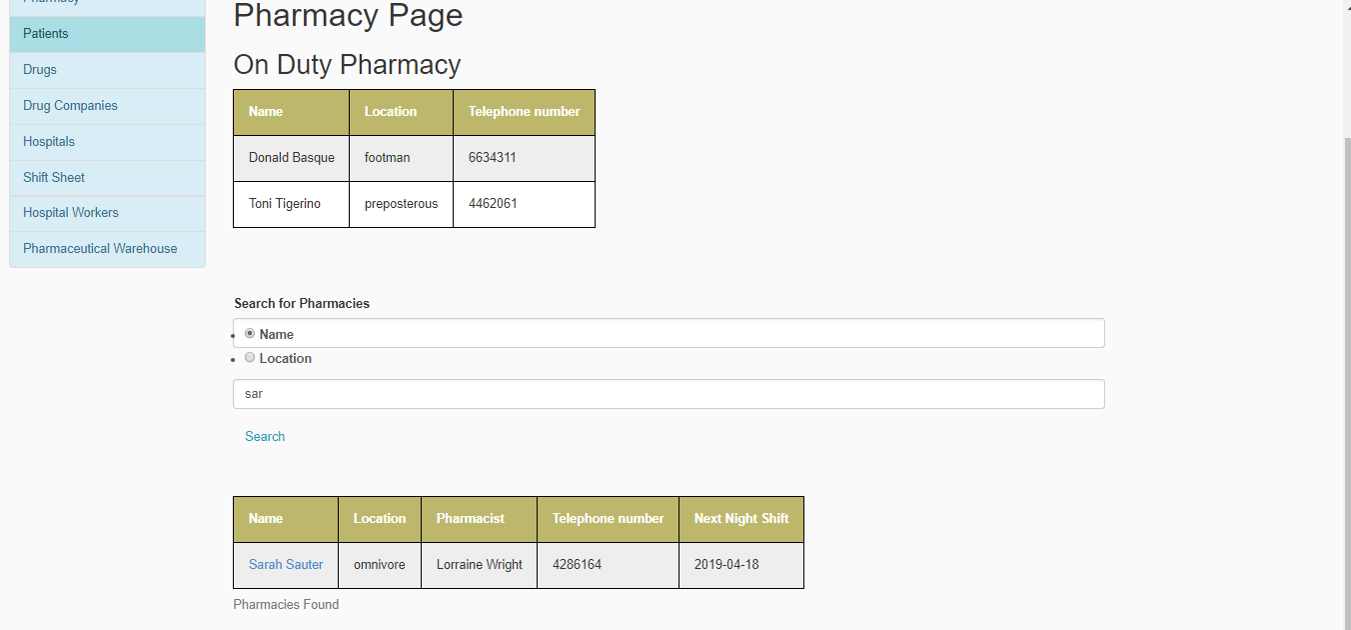 Pharmacy
Patients
Drugs
Drug Companies
Hospitals
Shift Sheet
Hospital Workers
Pharmaceutical Warehouse
Pharmacy Page
On Duty Pharmacy
Name Location Telephone number
Donald Basque footman 6634311
Toni Tigerino preposterous 4462061
Search for Pharmacies
Name
Location
sar
Search
Name Location Pharmacist Telephone number Next Night Shift
Sarah Sauter omnivore Lorraine Wright 4286164 2019-04-18
Pharmacies Found